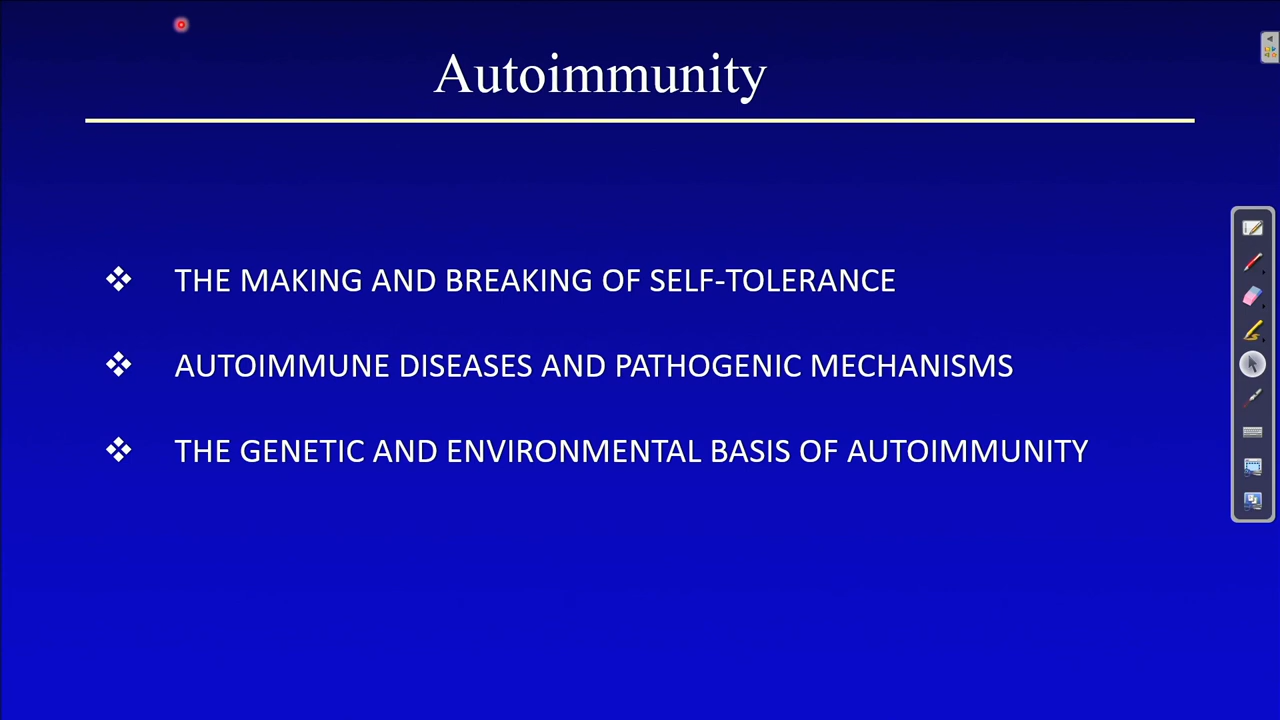 Autoimmunity
❖ THE MAKING AND BREAKING OF SELF-TOLERANCE
❖ AUTOIMMUNE DISEASES AND PATHOGENIC MECHANISMS
❖ THE GENETIC AND ENVIRONMENTAL BASIS OF AUTOIMMUNITY